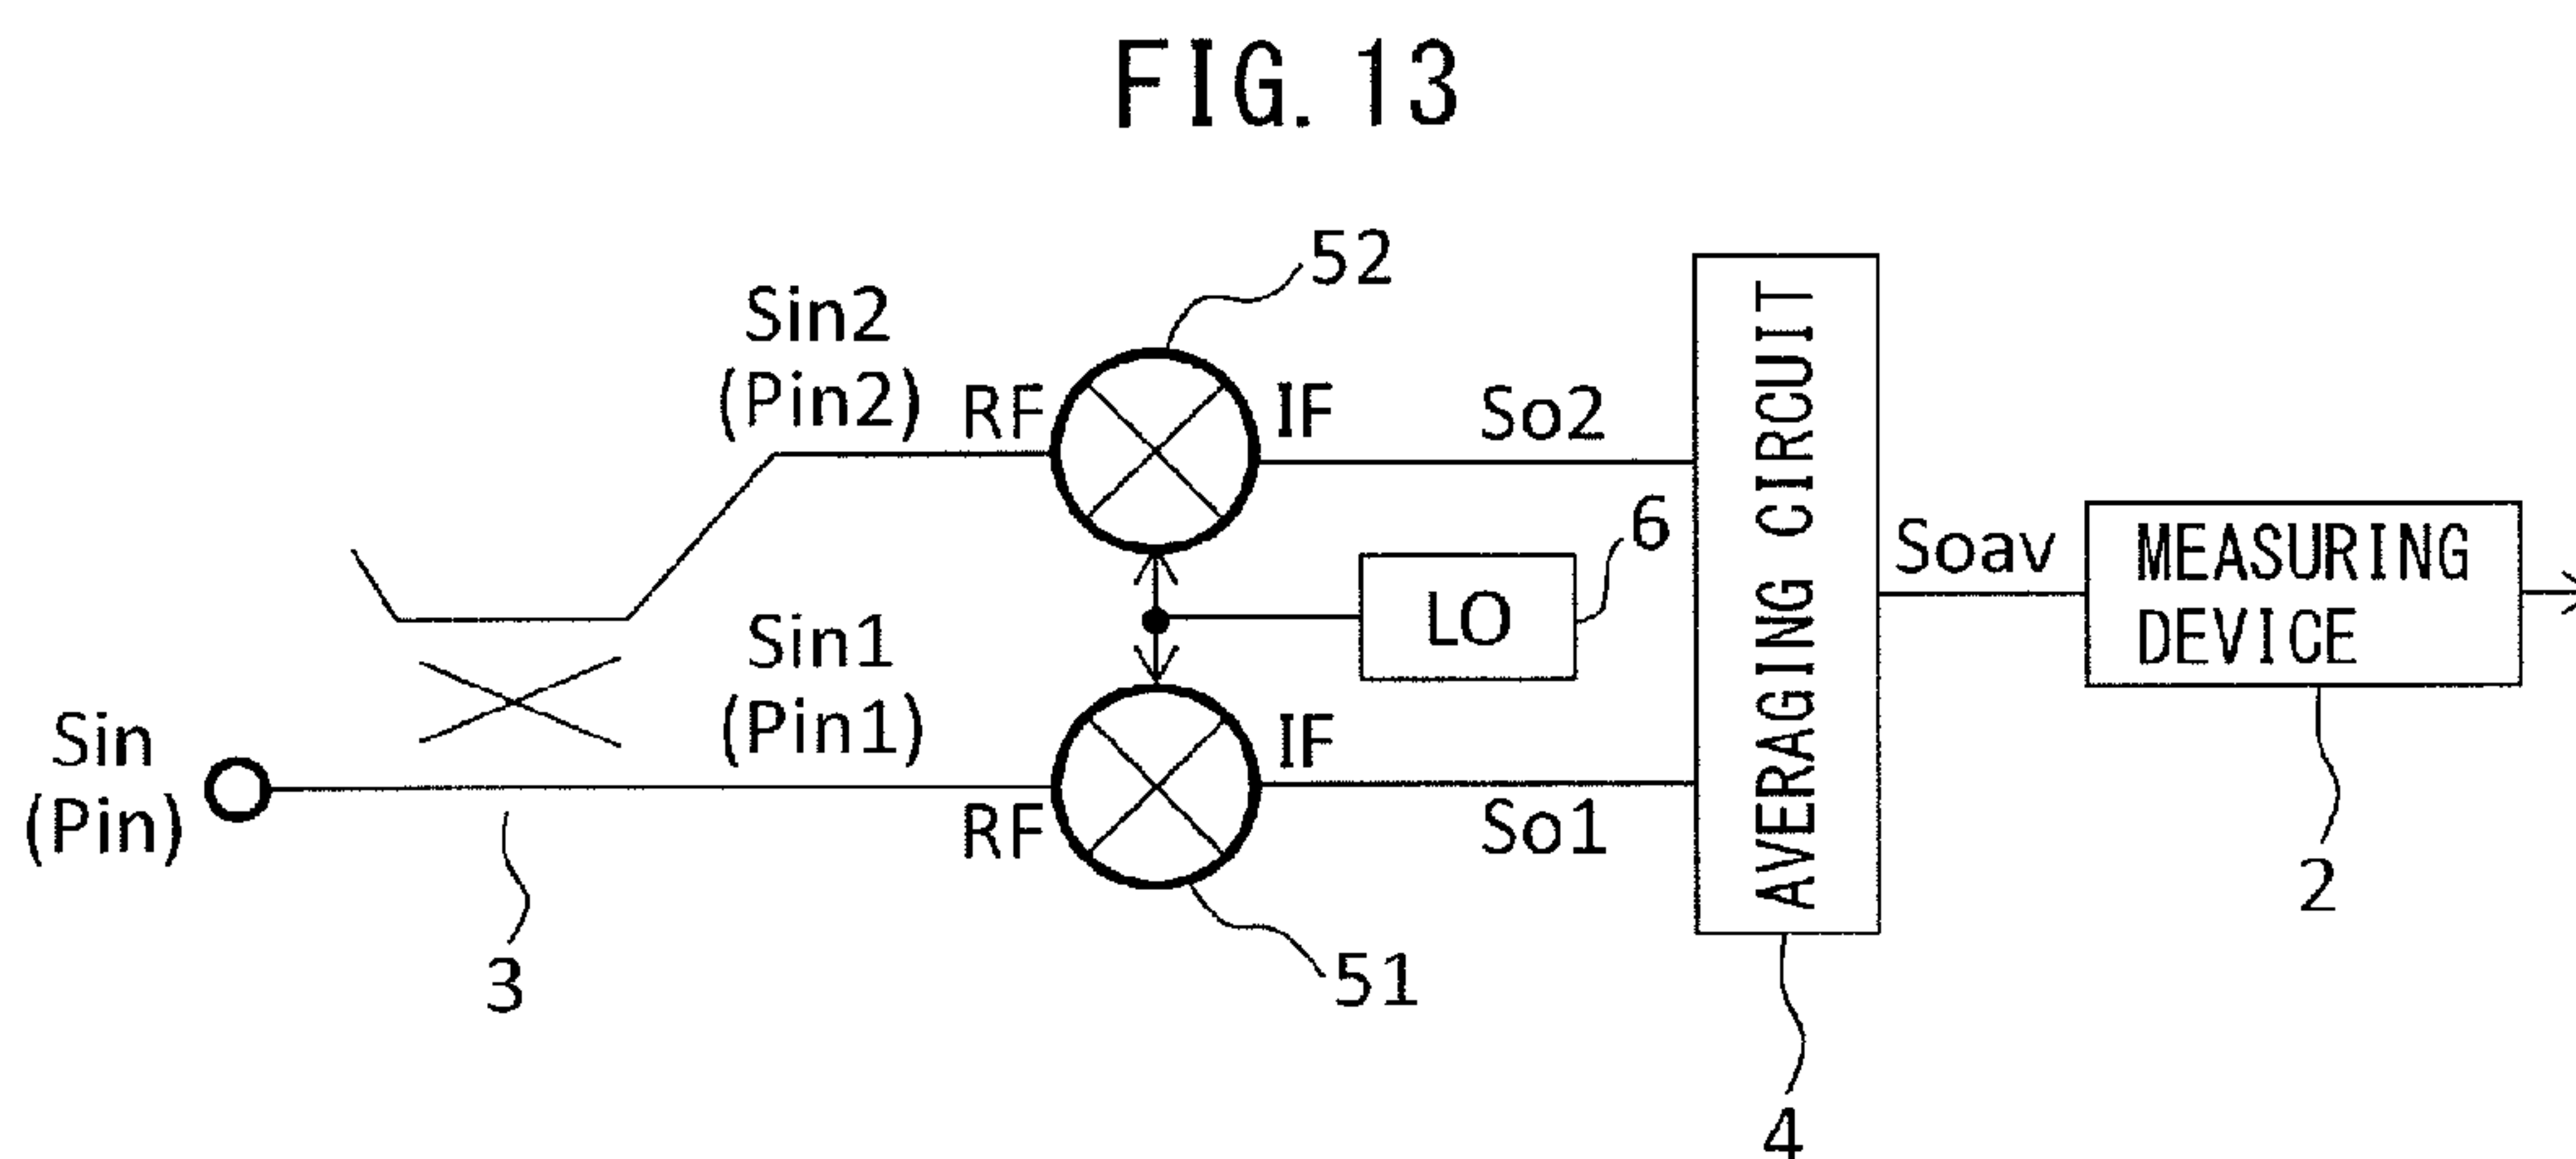 FIG. 13
52
Sin2
(Pin2)
RF
IF
So2
6
LO
Sin1
(Pin1)
Sin
(Pin)
RF
IF
So1
51
3
AVERAGING CIRCUIT
4
Soav
MEASURING
DEVICE
2